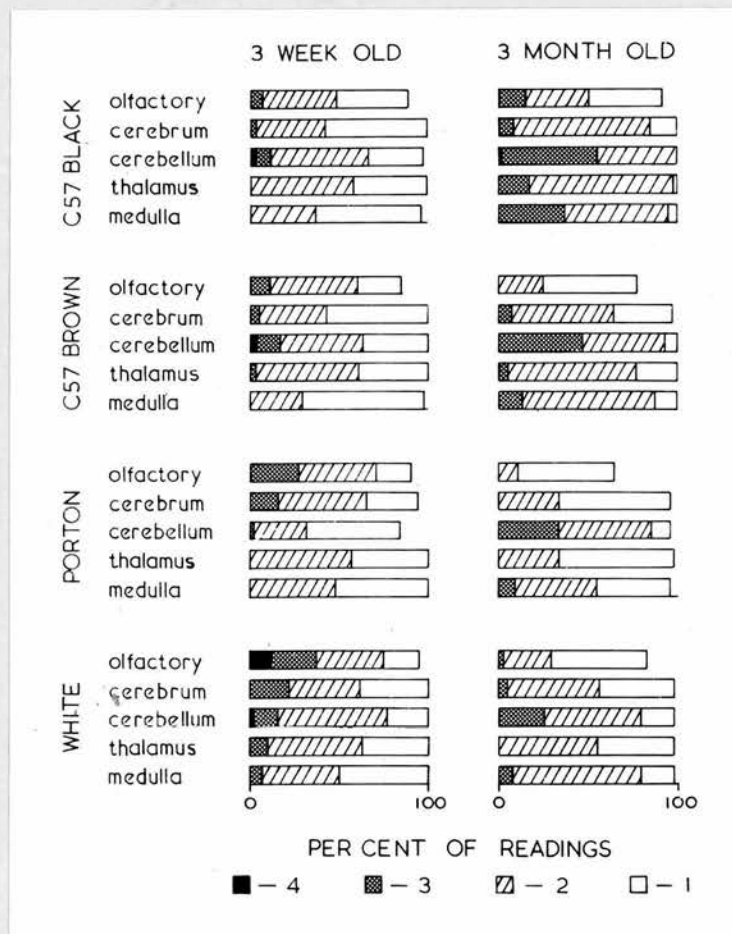 3 WEEK OLD 3 MONTH OLD
C57 BLACK
olfactory
cerebrum
cerebellum
thalamus
medulla
C57 BROWN
olfactory
cerebrum
cerebellum
thalamus
medulla
PORTON
olfactory
cerebrum
cerebellum
thalamus
medulla
WHITE
olfactory
cerebrum
cerebellum
thalamus
medulla
0 100 0 100
PER CENT OF READINGS
- 4 - 3 - 2 - 1